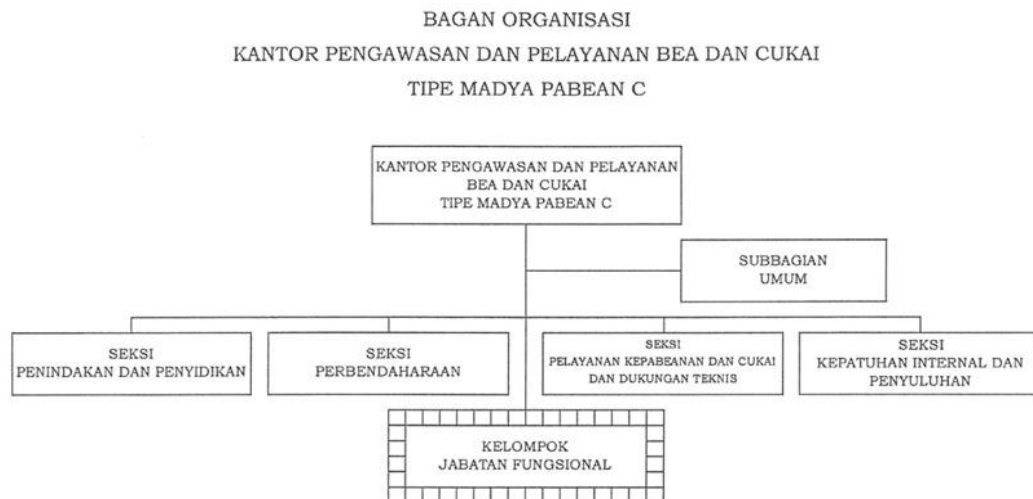 BAGAN ORGANISASI
KANTOR PENGAWASAN DAN PELAYANAN BEA DAN CUKAI
TIPE MADYA PABEAN C
KANTOR PENGAWASAN DAN PELAYANAN
BEA DAN CUKAI
TIPE MADYA PABEAN C
SUBBAGIAN
UMUM
SEKSI
PENINDAKAN DAN PENYIDIKAN
SEKSI
PERBENDAHARAAN
SEKSI
PELAYANAN KEPABEANAN DAN CUKAI
DAN DUKUNGAN TEKNIS
SEKSI
KEPATUHAN INTERNAL DAN
PENYULUHAN
KELOMPOK
JABATAN FUNGSIONAL